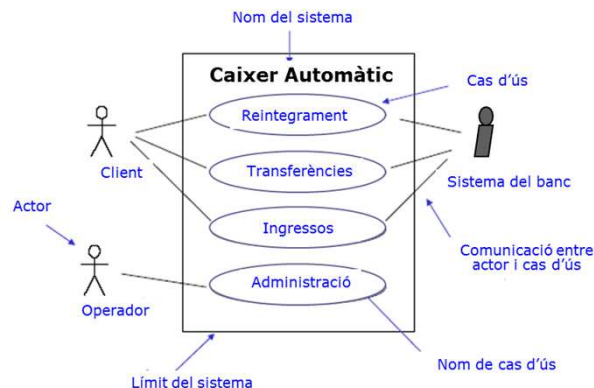 Nom del sistema
Caixer Automàtic
Cas d'ús
Reintegrament
Client
Transferències
Sistema del banc
Actor
Ingressos
Comunicació entre
actor i cas d'ús
Administració
Operador
Nom de cas d'ús
Límit del sistema